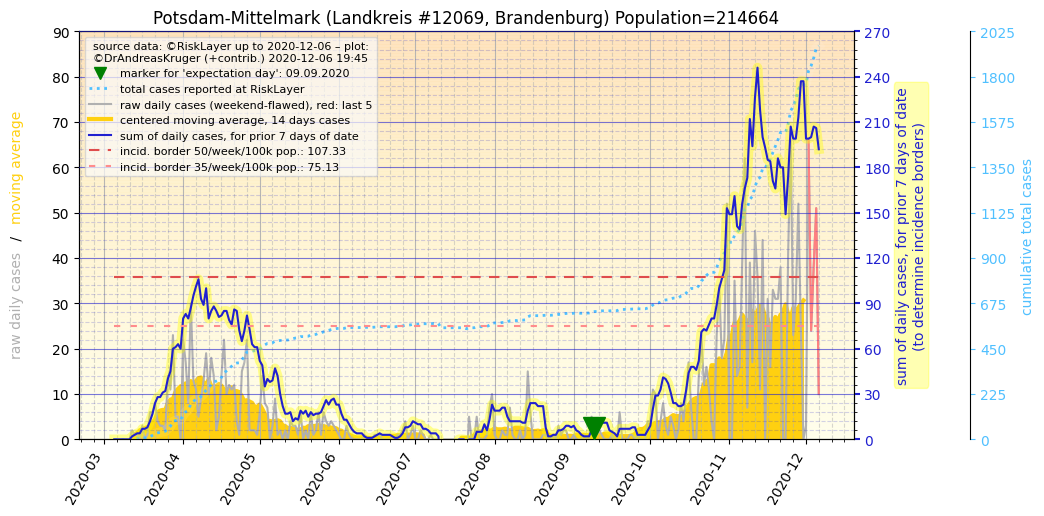 Potsdam-Mittelmark (Landkreis #12069, Brandenburg) Population=214664
source data: ©RiskLayer up to 2020-12-06 – plot:
©DrAndreasKruger (+contrib.) 2020-12-06 19:45
marker for 'expectation day': 09.09.2020
total cases reported at RiskLayer
raw daily cases (weekend-flawed), red: last 5
centered moving average, 14 days cases
sum of daily cases, for prior 7 days of date
incid. border 50/week/100k pop.: 107.33
incid. border 35/week/100k pop.: 75.13
raw daily cases / moving average
90
80
70
60
50
40
30
20
10
0
2020-03
2020-04
2020-05
2020-06
2020-07
2020-08
2020-09
2020-10
2020-11
2020-12
270
240
210
180
150
120
90
60
30
0
sum of daily cases, for prior 7 days of date
(to determine incidence borders)
2025
1800
1575
1350
1125
900
675
450
225
0
cumulative total cases